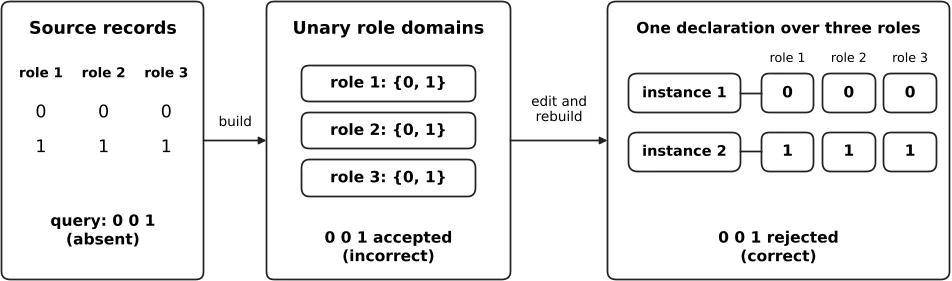 Source records
role 1 role 2 role 3
0 0 0
1 1 1
query: 0 0 1
(absent)
build
Unary role domains
role 1: {0, 1}
role 2: {0, 1}
role 3: {0, 1}
0 0 1 accepted
(incorrect)
edit and
rebuild
One declaration over three roles
role 1 role 2 role 3
instance 1 0 0 0
instance 2 1 1 1
0 0 1 rejected
(correct)